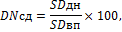 DNсд = SDдн / SDвп × 100,